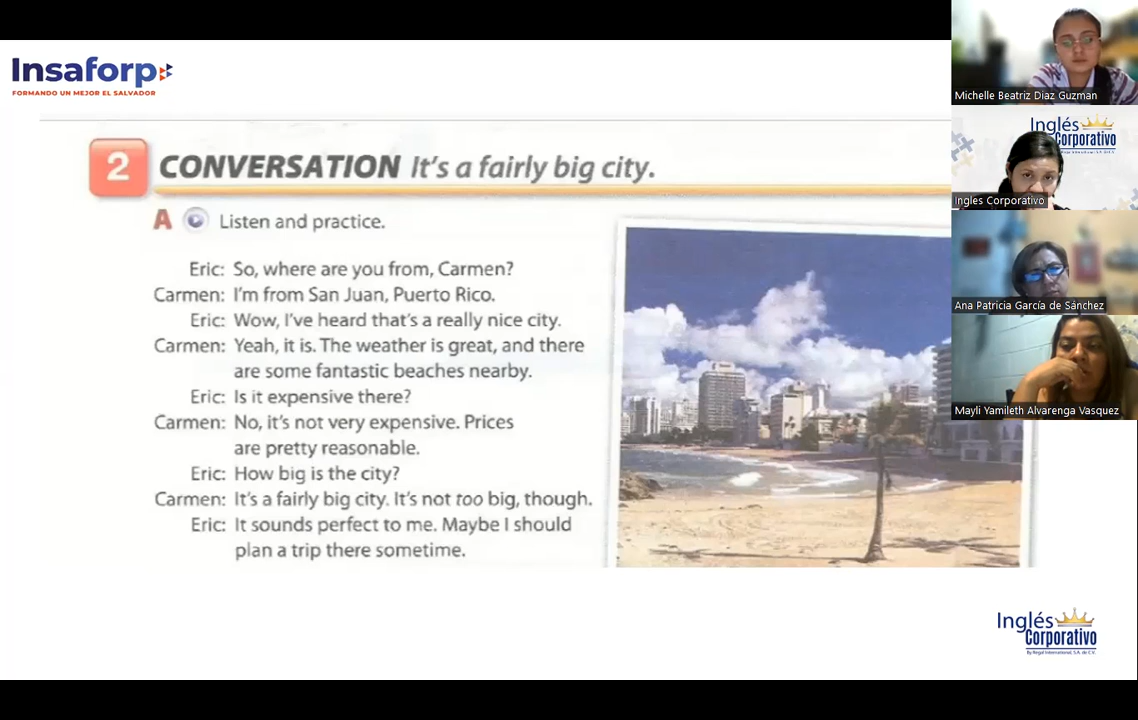 Insaforp
FORMANDO UN MEJOR EL SALVADOR
2 CONVERSATION It's a fairly big city.
A Listen and practice.
Eric: So, where are you from, Carmen?
Carmen: I'm from San Juan, Puerto Rico.
Eric: Wow, I've heard that's a really nice city.
Carmen: Yeah, it is. The weather is great, and there
are some fantastic beaches nearby.
Eric: Is it expensive there?
Carmen: No, it's not very expensive. Prices
are pretty reasonable.
Eric: How big is the city?
Carmen: It's a fairly big city. It's not too big, though.
Eric: It sounds perfect to me. Maybe I should
plan a trip there sometime.
Michelle Beatriz Diaz Guzman
Inglés
Corporativo
Ingles Corporativo
Ana Patricia García de Sánchez
Mayli Yamileth Alvarenga Vasquez
Inglés
Corporativo
By Regal International, S.A. de C.V.